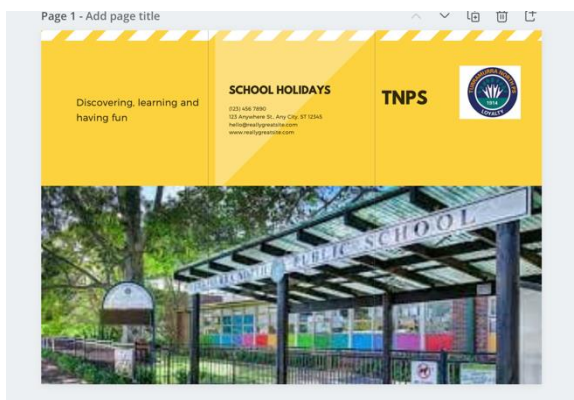 Page 1 - Add page title
Discovering, learning and
having fun
SCHOOL HOLIDAYS
(123) 456 7890
123 Anywhere St., Any City, ST 12345
hello@reallygreatsite.com
www.reallygreatsite.com
TNPS
1914
LOYALTY
PUBLIC SCHOOL